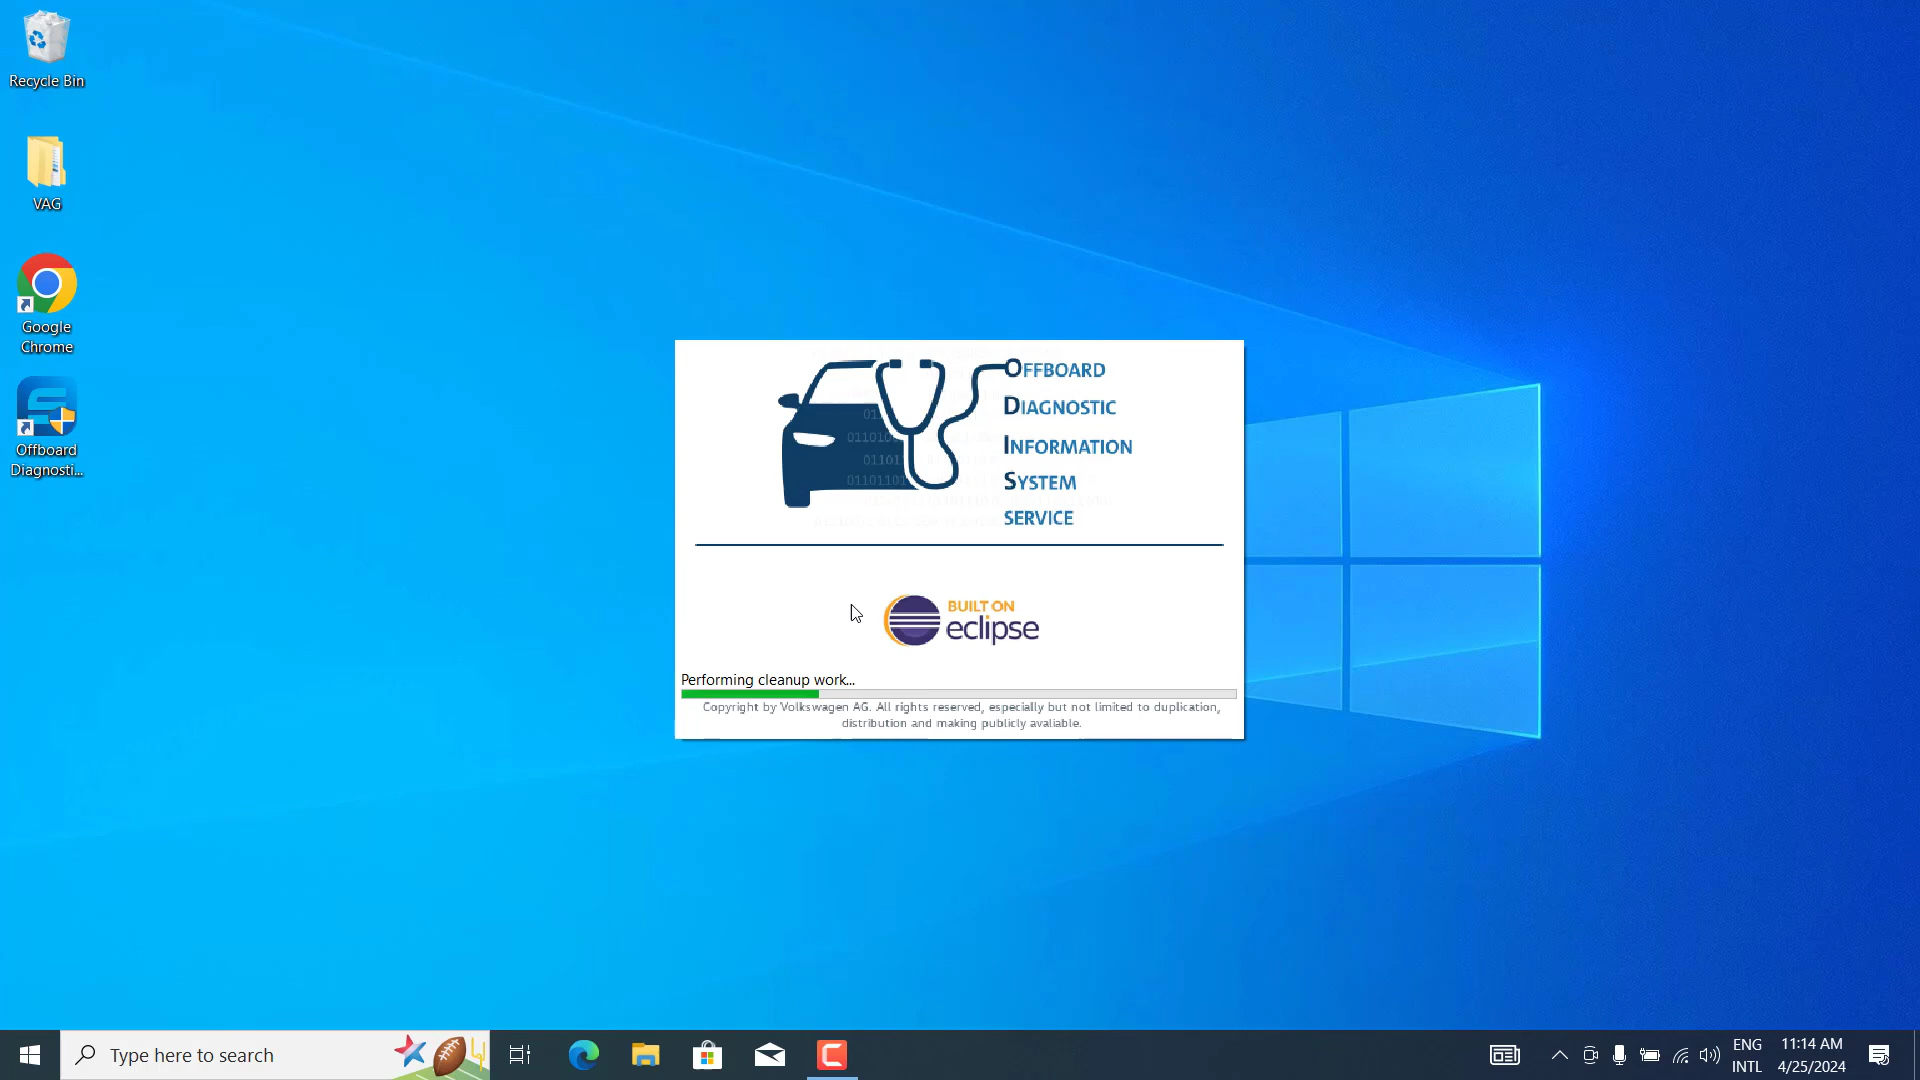 Recycle Bin
VAG
Google
Chrome
Offboard
Diagnosti...
OFFBOARD
DIAGNOSTIC
INFORMATION
SYSTEM
SERVICE
BUILT ON
eclipse
Performing cleanup work...
Copyright by Volkswagen AG. All rights reserved, especially but not limited to duplication,
distribution and making publicly avaliable.
Type here to search
ENG
INTL
11:14 AM
4/25/2024